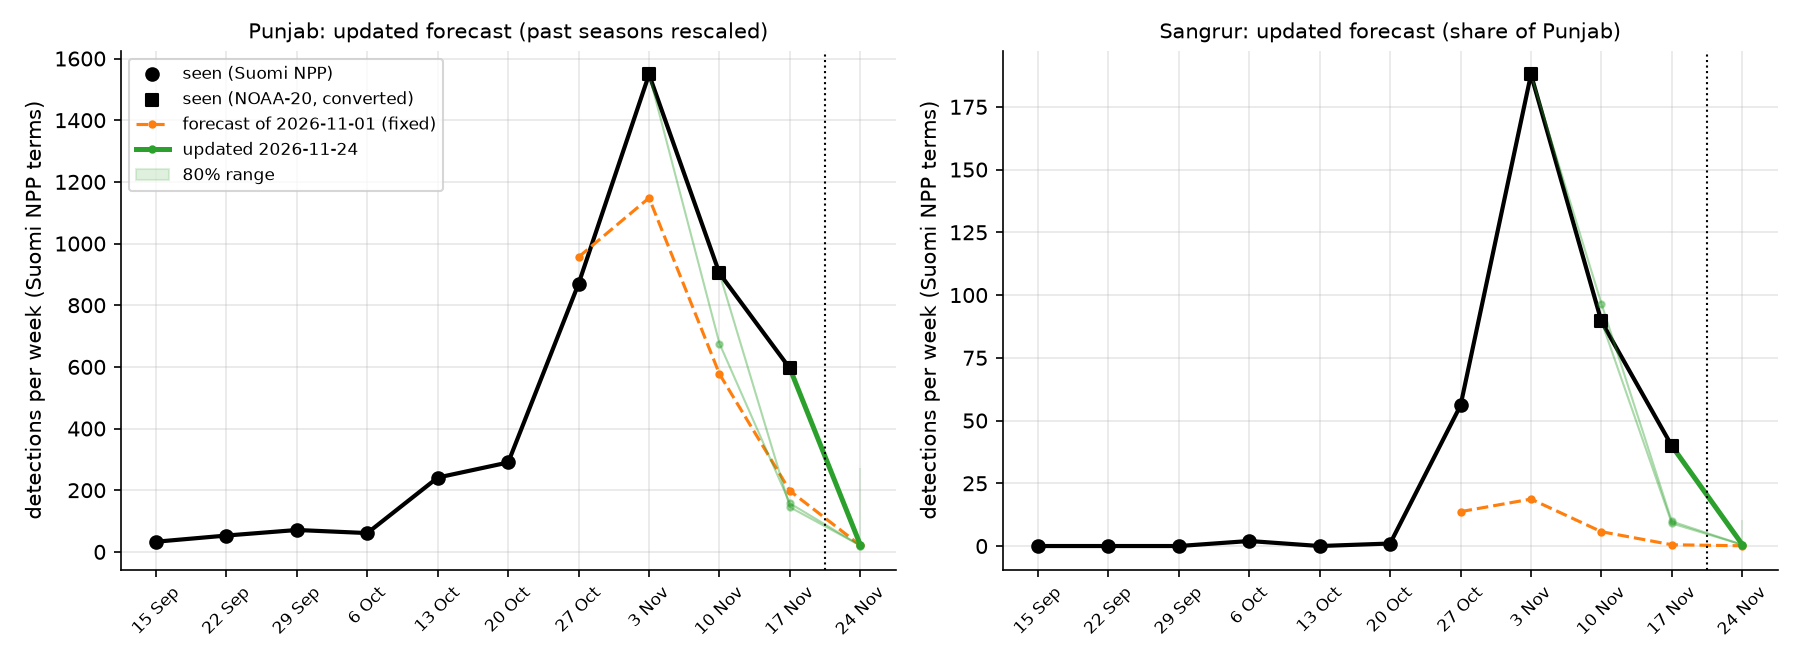 Punjab: updated forecast (past seasons rescaled)
detections per week (Suomi NPP terms)
1600
1400
1200
1000
800
600
400
200
0
seen (Suomi NPP)
seen (NOAA-20, converted)
forecast of 2026-11-01 (fixed)
updated 2026-11-24
80% range
15 Sep
22 Sep
29 Sep
6 Oct
13 Oct
20 Oct
27 Oct
3 Nov
10 Nov
17 Nov
24 Nov
Sangrur: updated forecast (share of Punjab)
detections per week (Suomi NPP terms)
175
150
125
100
75
50
25
0
15 Sep
22 Sep
29 Sep
6 Oct
13 Oct
20 Oct
27 Oct
3 Nov
10 Nov
17 Nov
24 Nov